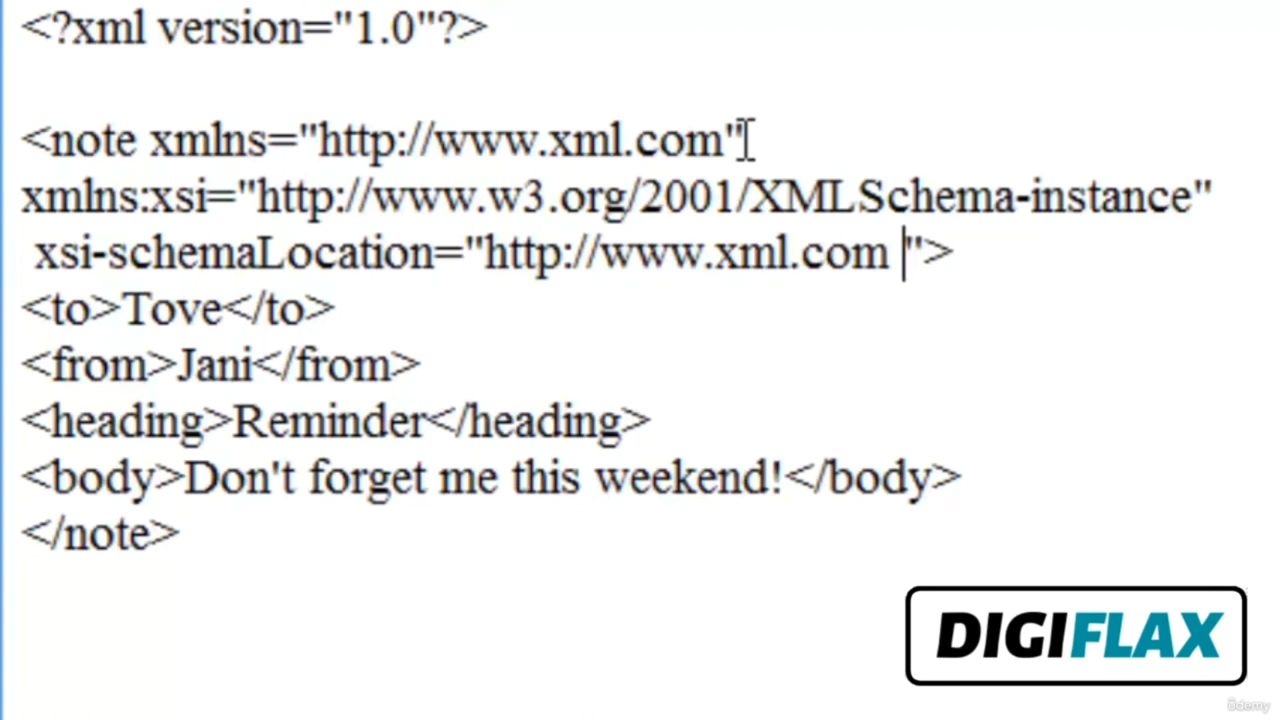 <?xml version="1.0"?>
<note xmlns="http://www.xml.com"
xmlns:xsi="http://www.w3.org/2001/XMLSchema-instance"
xsi-schemaLocation="http://www.xml.com ">
<to>Tove</to>
<from>Jani</from>
<heading>Reminder</heading>
<body>Don't forget me this weekend!</body>
</note>
DIGIFLAX
ûdemy